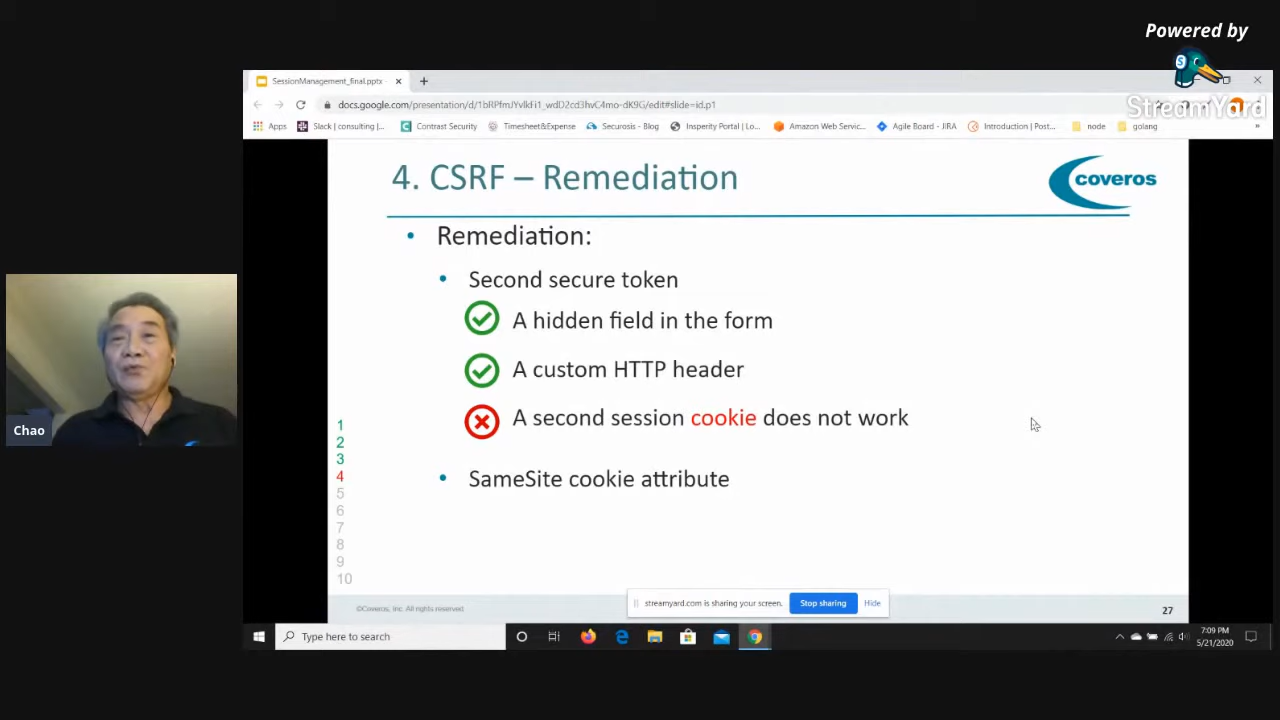 Powered by
StreamYard
SessionManagement_final.pptx
docs.google.com/presentation/d/1bRPfmJYvlkFi1_wdD2cd3hvC4mo-dK9G/edit#slide=id.p1
Apps
Slack | consulting |...
Contrast Security
Timesheet&Expense
Securosis - Blog
Insperity Portal | Lo...
Amazon Web Servic...
Agile Board - JIRA
Introduction | Post...
node
golang
4. CSRF – Remediation
coveros
• Remediation:
• Second secure token
A hidden field in the form
A custom HTTP header
A second session cookie does not work
• SameSite cookie attribute
Chao
1
2
3
4
5
6
7
8
9
10
©Coveros, Inc. All rights reserved.
streamyard.com is sharing your screen.
Stop sharing
Hide
27
Type here to search
7:09 PM
5/21/2020